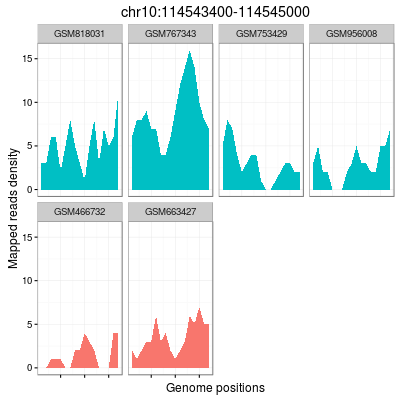 chr10:114543400-114545000
GSM818031 GSM767343 GSM753429 GSM956008
15
10
5
0
GSM466732 GSM663427
15
10
5
0
Mapped reads density
Genome positions